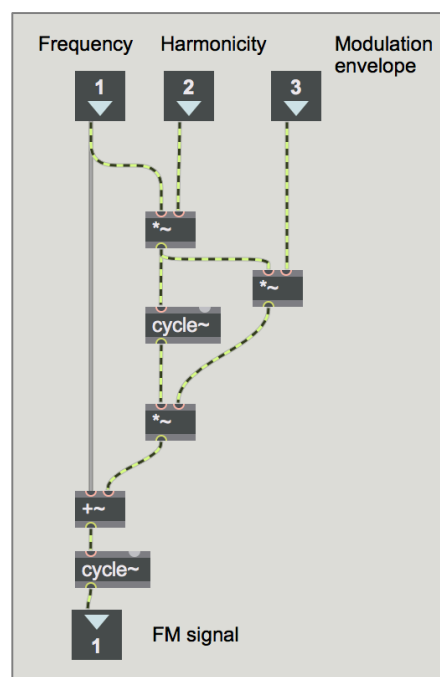 Frequency
Harmonicity
Modulation
envelope
1
2
3
*~
*~
cycle~
*~
+~
cycle~
1
FM signal